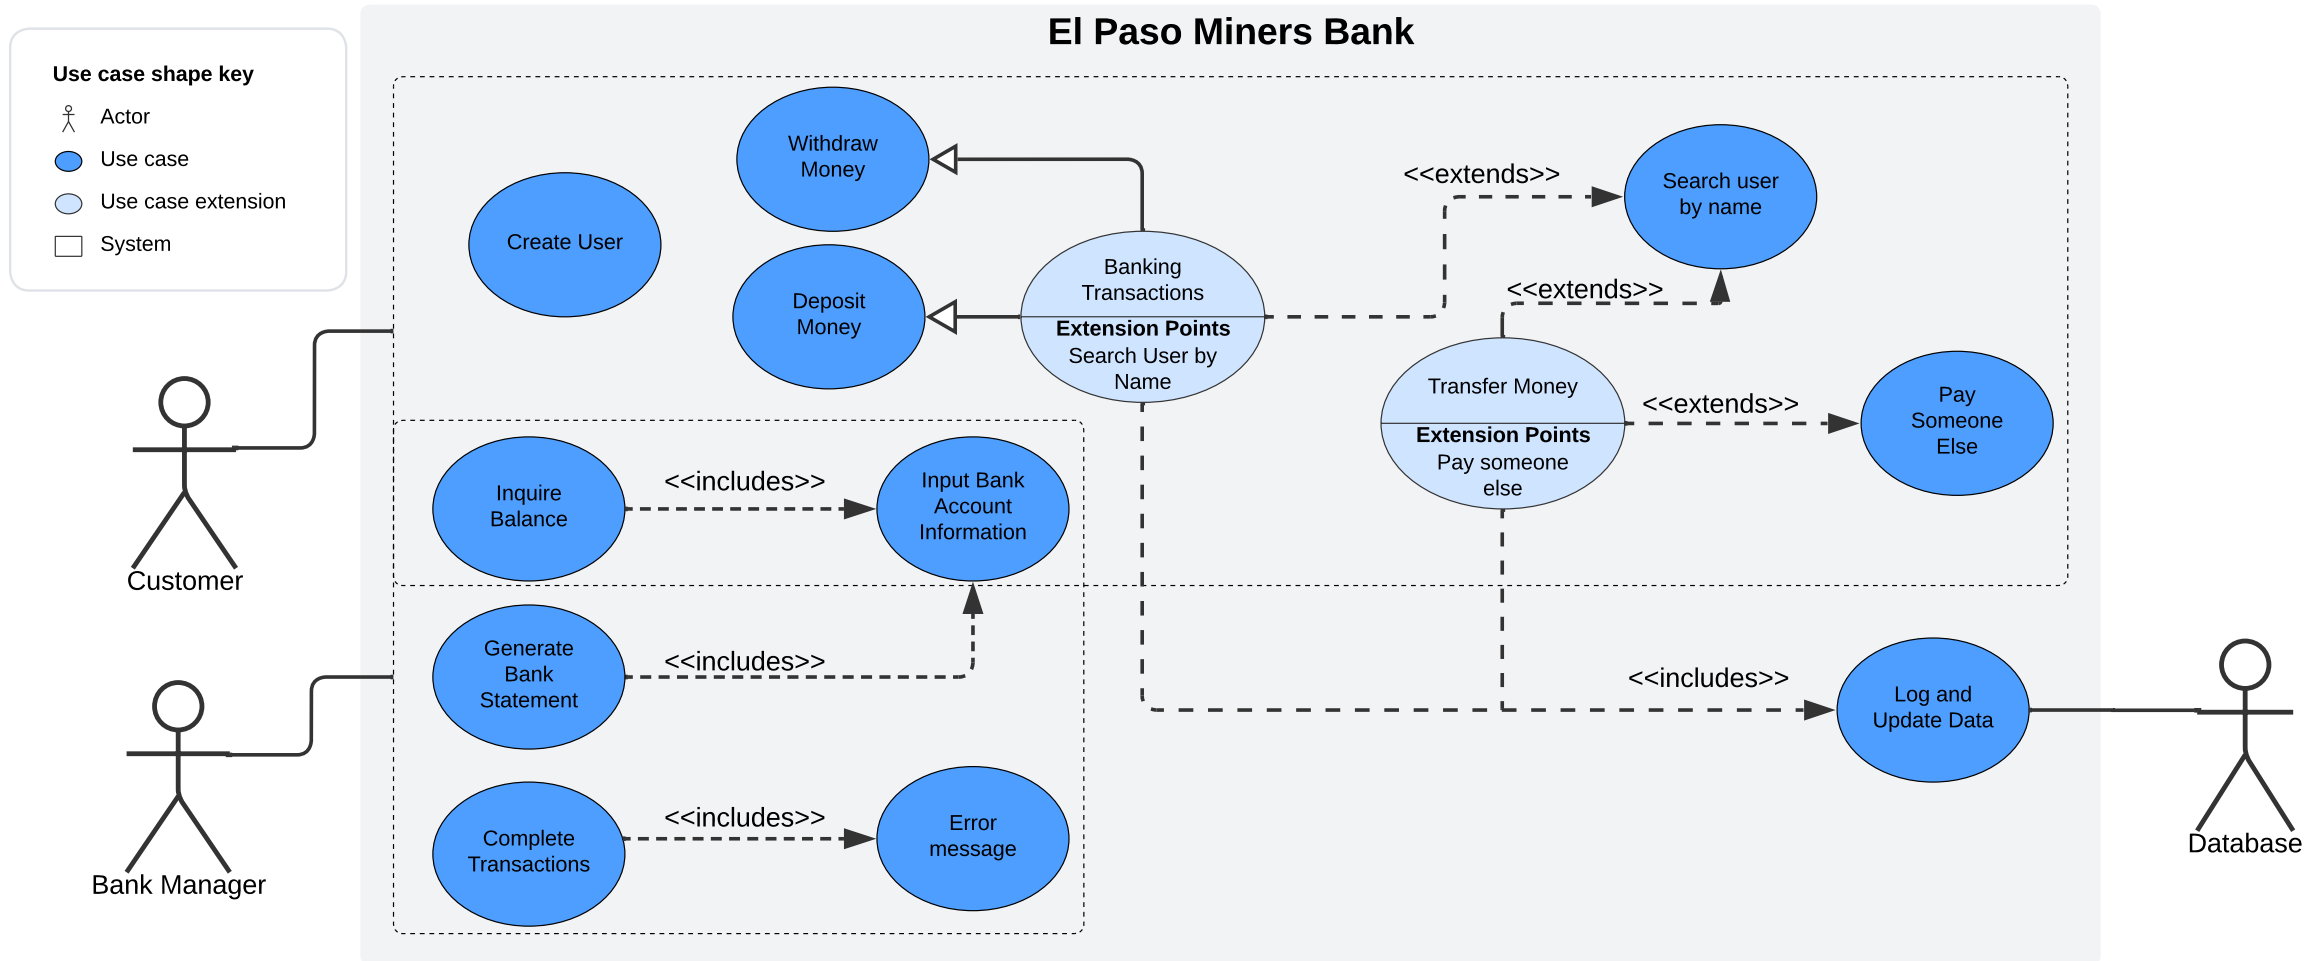 El Paso Miners Bank
Use case shape key
Actor
Use case
Use case extension
System
Withdraw
Money
Create User
Deposit
Money
Banking
Transactions
Extension Points
Search User by
Name
<<extends>>
Search user
by name
<<extends>>
Transfer Money
Extension Points
Pay someone
else
<<extends>>
Pay
Someone
Else
Inquire
Balance
<<includes>>
Input Bank
Account
Information
Customer
Generate
Bank
Statement
<<includes>>
<<includes>>
Log and
Update Data
Complete
Transactions
<<includes>>
Error
message
Bank Manager
Database